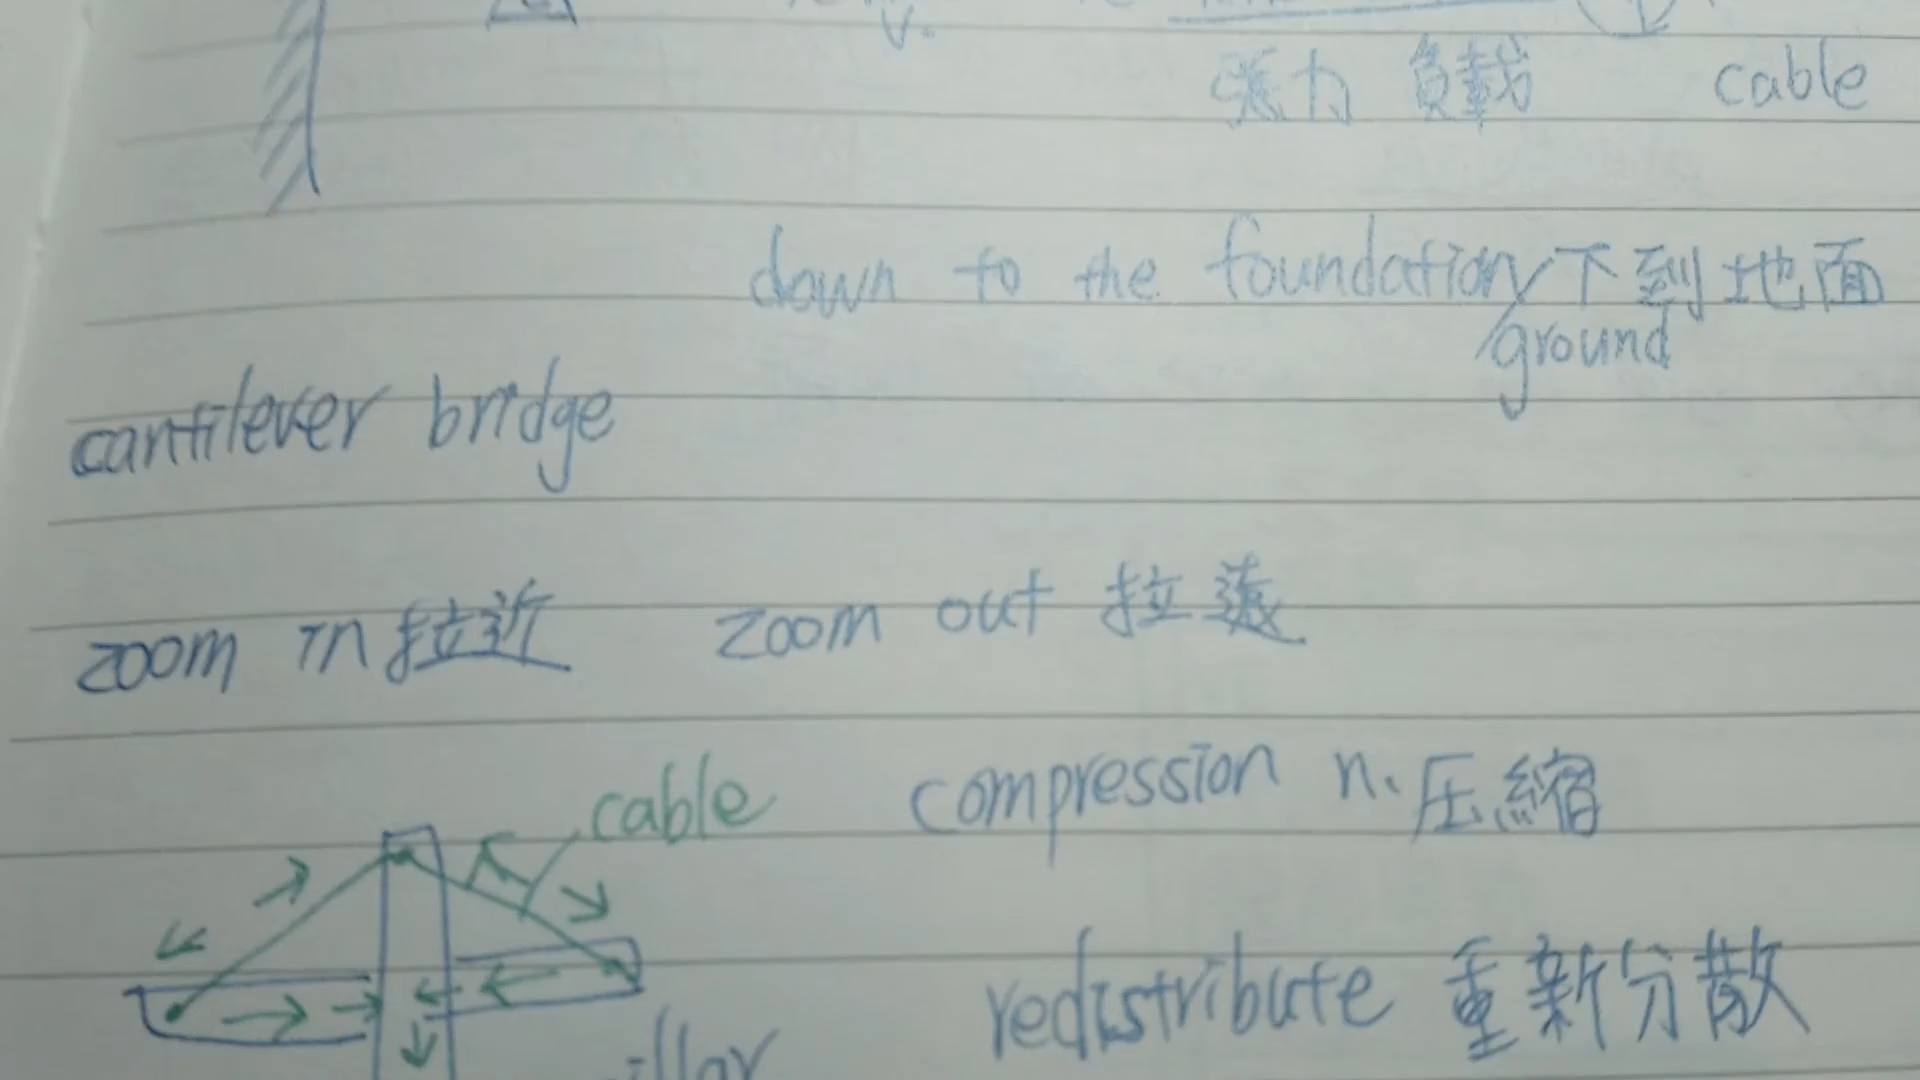 v.
張力 負載 cable
down to the foundation/下到地面
ground
cantilever bridge
zoom in 拉近 zoom out 拉遠
cable compression n. 压縮
redistribute 重新分散